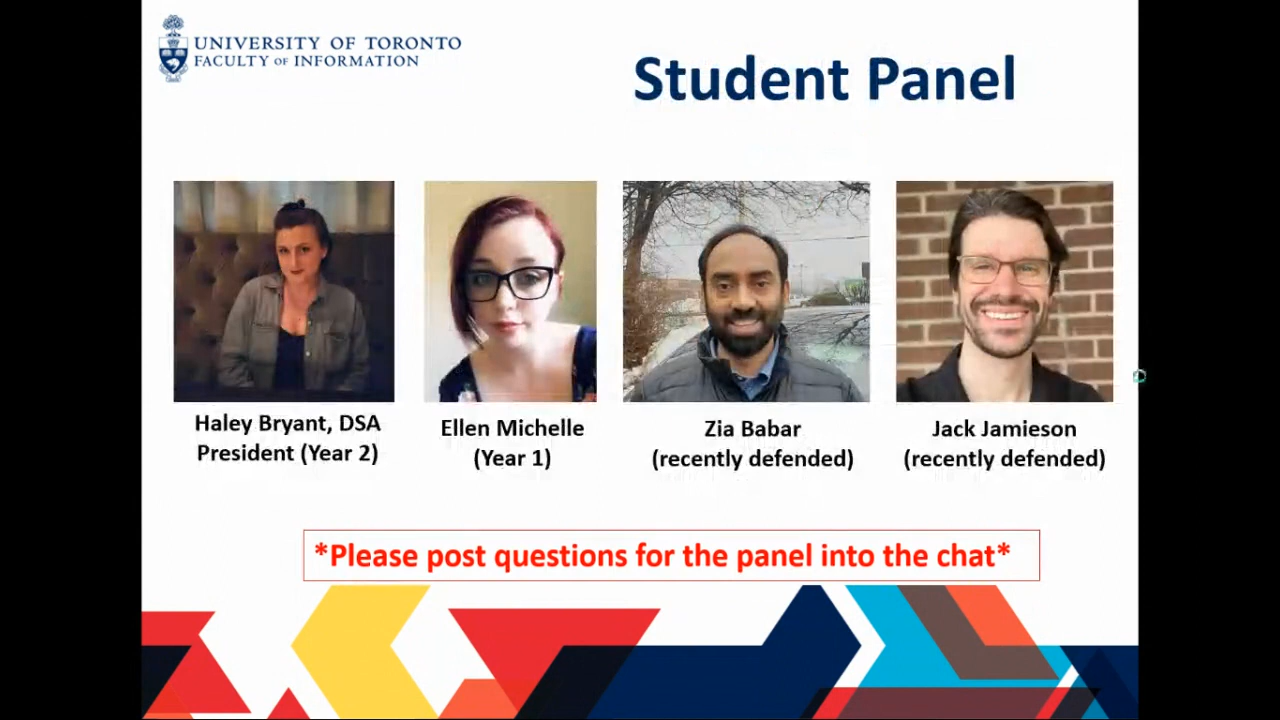 UNIVERSITY OF TORONTO
FACULTY OF INFORMATION
Student Panel
Haley Bryant, DSA
President (Year 2)
Ellen Michelle
(Year 1)
Zia Babar
(recently defended)
Jack Jamieson
(recently defended)
*Please post questions for the panel into the chat*